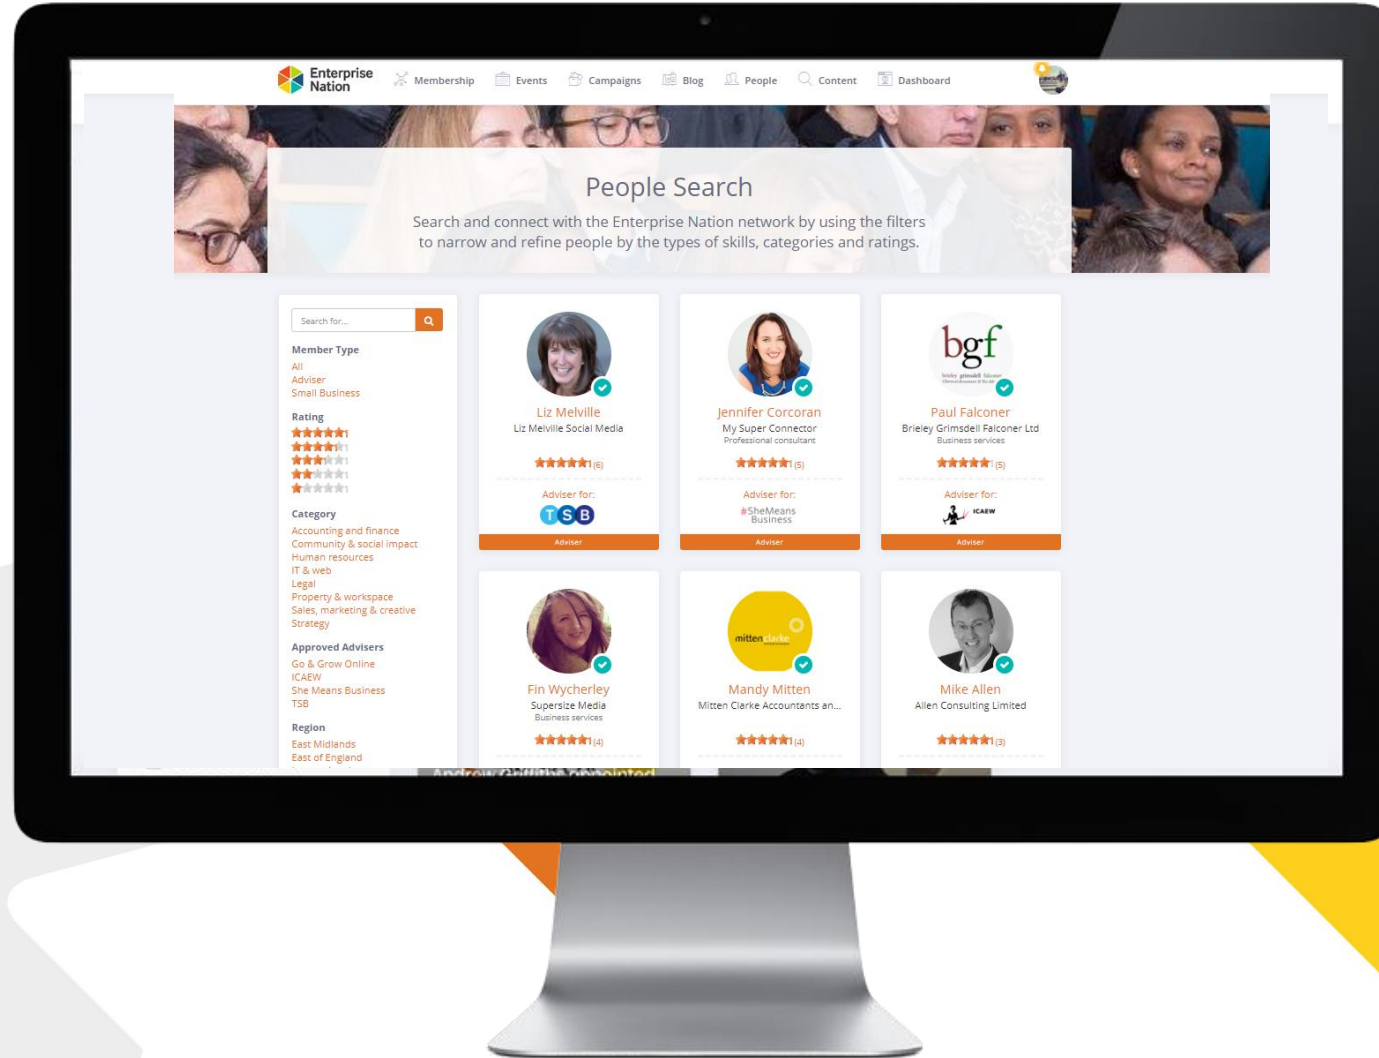 Enterprise
Nation
Membership
Events
Campaigns
Blog
People
Content
Dashboard
People Search
Search and connect with the Enterprise Nation network by using the filters
to narrow and refine people by the types of skills, categories and ratings.
Search for...
Member Type
All
Adviser
Small Business
Rating
Category
Accounting and finance
Community & social impact
Human resources
IT & web
Legal
Property & workspace
Sales, marketing & creative
Strategy
Approved Advisers
Go & Grow Online
ICAEW
She Means Business
TSB
Region
East Midlands
East of England
Liz Melville
Liz Melville Social Media
(6)
Adviser for:
TSB
Adviser
Jennifer Corcoran
My Super Connector
Professional consultant
(5)
Adviser for:
#SheMeans
Business
Adviser
bgf
brieley grimsdell falconer
Paul Falconer
Brieley Grimsdell Falconer Ltd
Business services
(5)
Adviser for:
ICAEW
Adviser
Fin Wycherley
Supersize Media
Business services
(4)
mittenclarke
Mandy Mitten
Mitten Clarke Accountants an...
(4)
Mike Allen
Allen Consulting Limited
(3)
Andrew Griffiths appointed